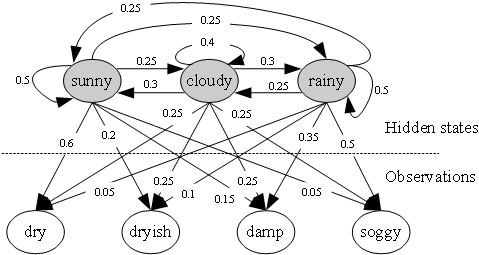 0.25
0.25
0.4
0.25 0.3
0.5 sunny cloudy rainy 0.5
0.3 0.25
0.25 0.25
0.6 0.2 0.35 0.5
Hidden states
Observations
0.25 0.25
0.05 0.1 0.15 0.05
dry dryish damp soggy